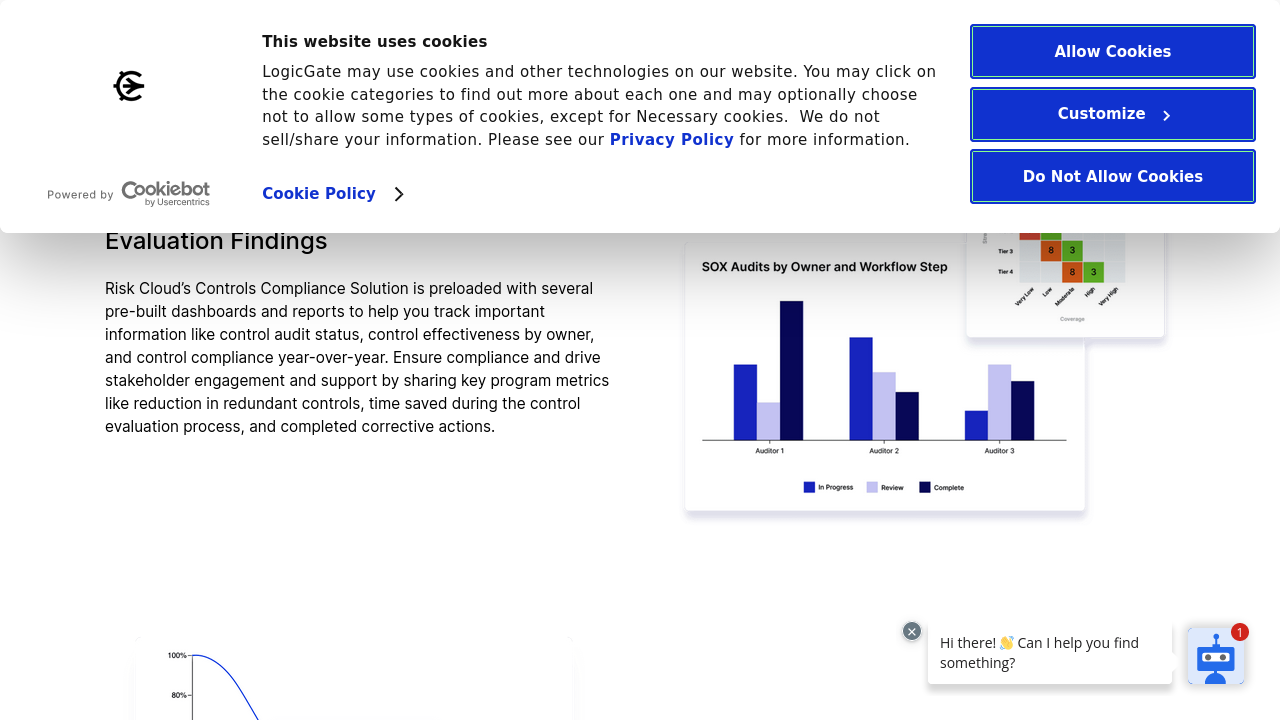 This website uses cookies
LogicGate may use cookies and other technologies on our website. You may click on
the cookie categories to find out more about each one and may optionally choose
not to allow some types of cookies, except for Necessary cookies.  We do not
sell/share your information. Please see our Privacy Policy for more information.
Cookie Policy
Powered by Cookiebot
by Usercentrics
Allow Cookies
Customize
Do Not Allow Cookies
Evaluation Findings
Risk Cloud’s Controls Compliance Solution is preloaded with several
pre-built dashboards and reports to help you track important
information like control audit status, control effectiveness by owner,
and control compliance year-over-year. Ensure compliance and drive
stakeholder engagement and support by sharing key program metrics
like reduction in redundant controls, time saved during the control
evaluation process, and completed corrective actions.
Tier 3 8 3
Tier 4 8 3
Very Low Low Moderate High Very High
Coverage
SOX Audits by Owner and Workflow Step
Auditor 1 Auditor 2 Auditor 3
In Progress Review Complete
100%
80%
Hi there! 👋 Can I help you find
something?
1